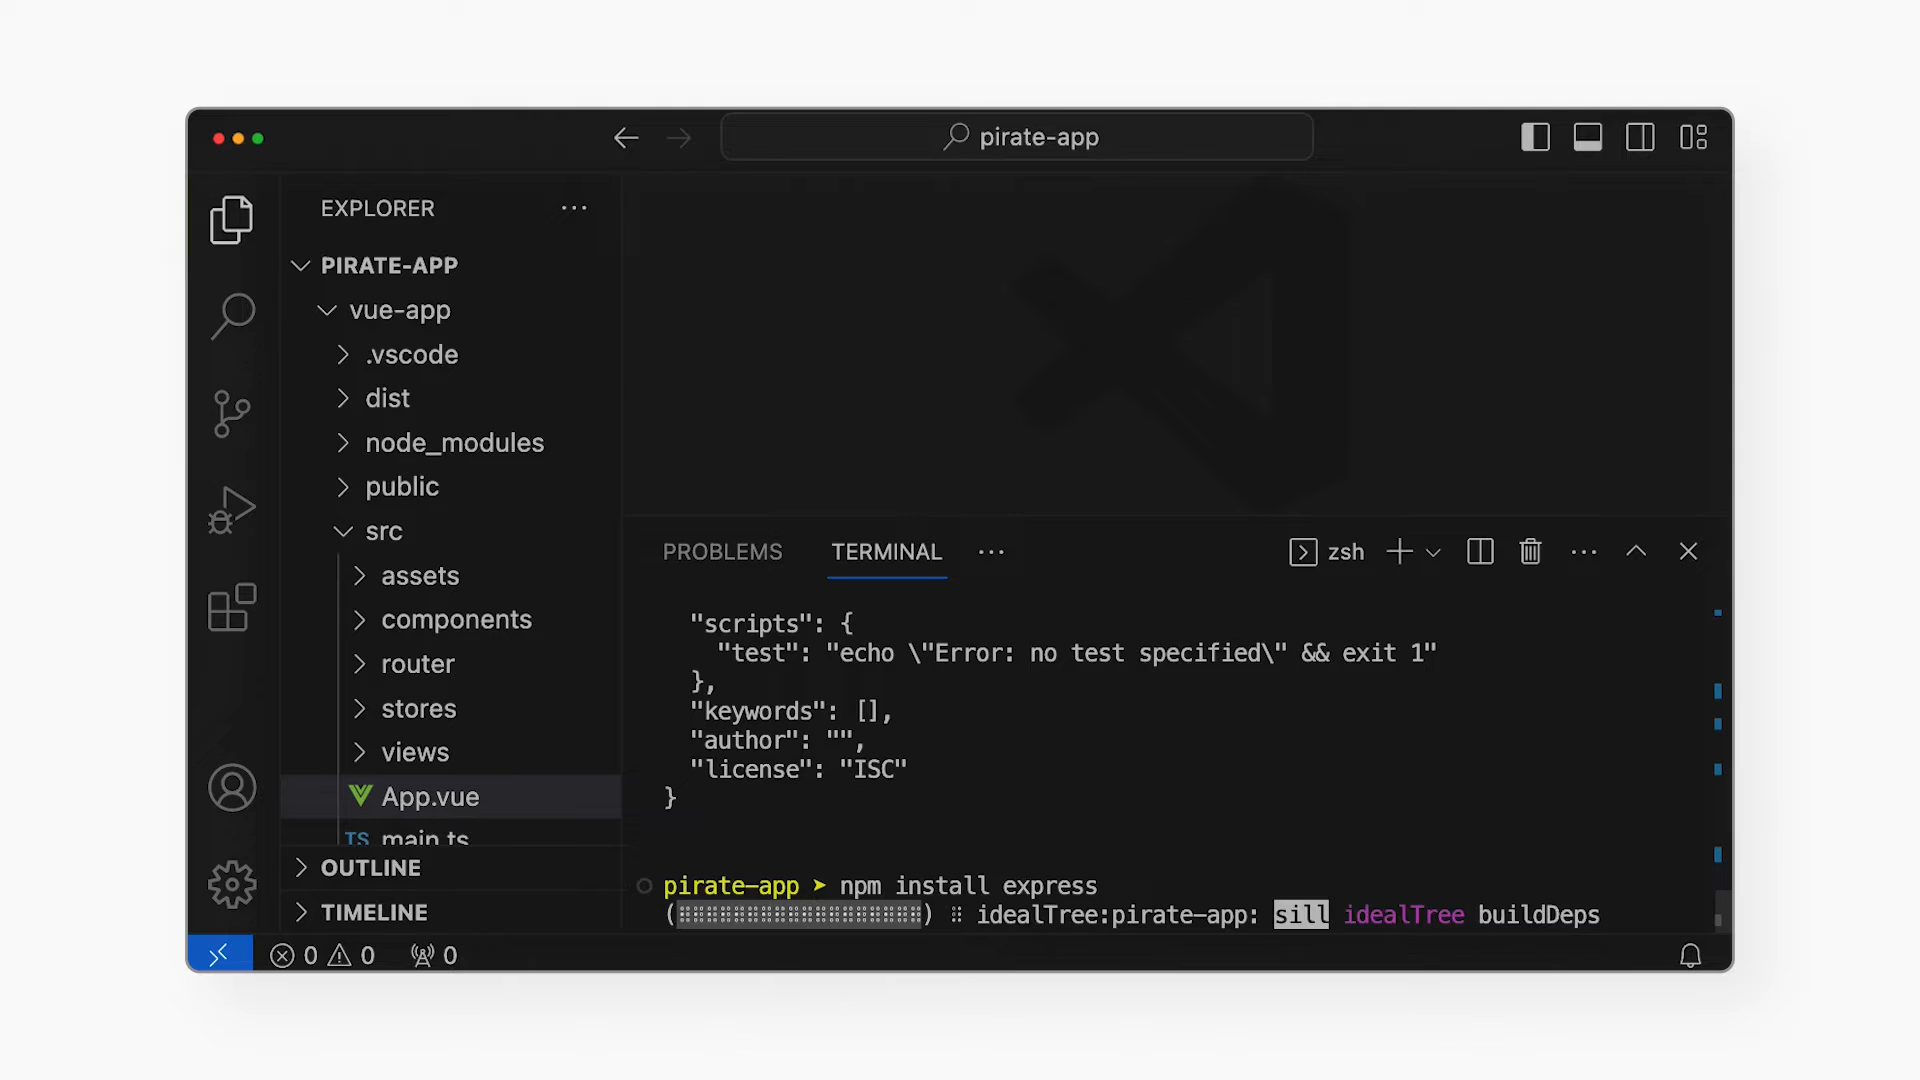 pirate-app
EXPLORER
PIRATE-APP
vue-app
.vscode
dist
node_modules
public
src
assets
components
router
stores
views
App.vue
TS main.ts
OUTLINE
TIMELINE
PROBLEMS TERMINAL
zsh
"scripts": {
"test": "echo \"Error: no test specified\" && exit 1"
},
"keywords": [],
"author": "",
"license": "ISC"
}
pirate-app ➤ npm install express
(⠿⠿⠿⠿⠿⠿⠿⠿⠿⠿⠿⠿⠿⠿⠿⠿⠿⠿) ⠿ idealTree:pirate-app: sill idealTree buildDeps
0 0 0